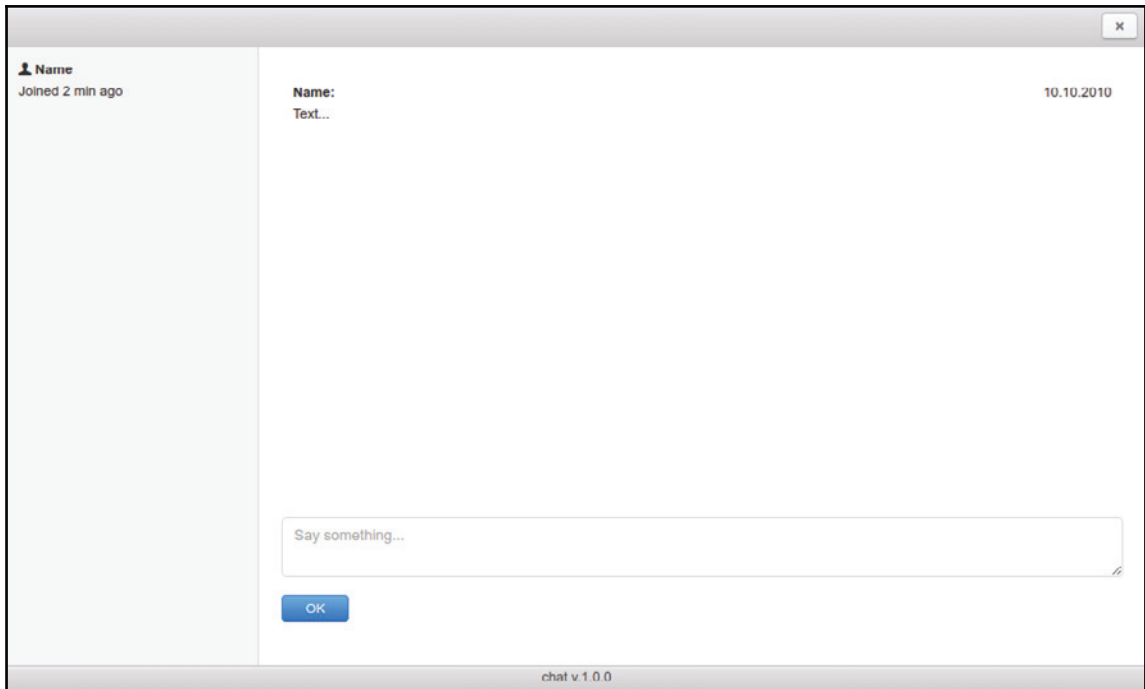 Name
Joined 2 min ago
Name: 10.10.2010
Text...
Say something...
OK
chat v.1.0.0